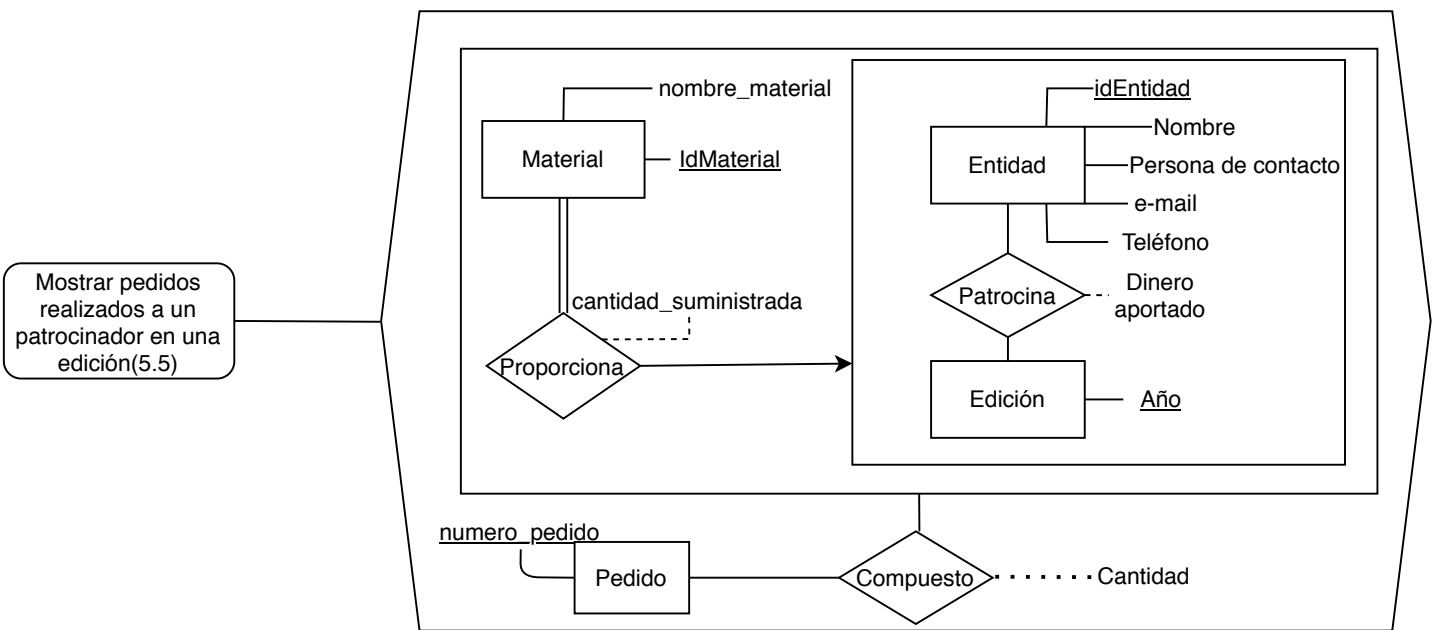 Mostrar pedidos
realizados a un
patrocinador en una
edición(5.5)
nombre_material
Material
IdMaterial
cantidad_suministrada
Proporciona
idEntidad
Nombre
Entidad
Persona de contacto
e-mail
Teléfono
Patrocina
Dinero
aportado
Edición
Año
numero_pedido
Pedido
Compuesto
Cantidad